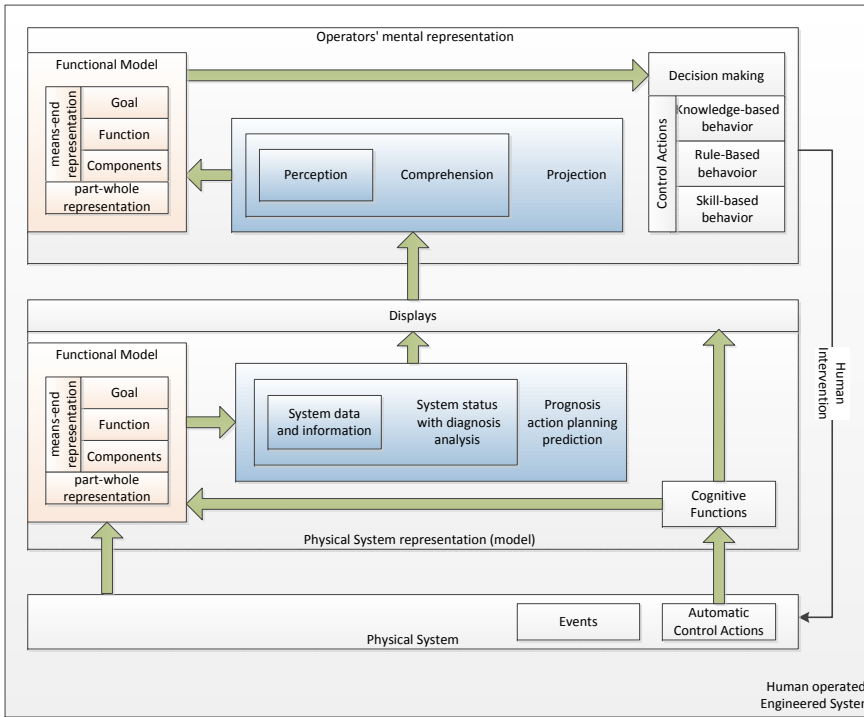 Operators' mental representation
Functional Model
means-end
representation
Goal
Function
Components
part-whole
representation
Perception
Comprehension
Projection
Decision making
Control Actions
Knowledge-based
behavior
Rule-Based
behavoior
Skill-based
behavior
Displays
Functional Model
means-end
representation
Goal
Function
Components
part-whole
representation
System data
and information
System status
with diagnosis
analysis
Prognosis
action planning
prediction
Cognitive
Functions
Physical System representation (model)
Human
Intervention
Events
Automatic
Control Actions
Physical System
Human operated
Engineered System